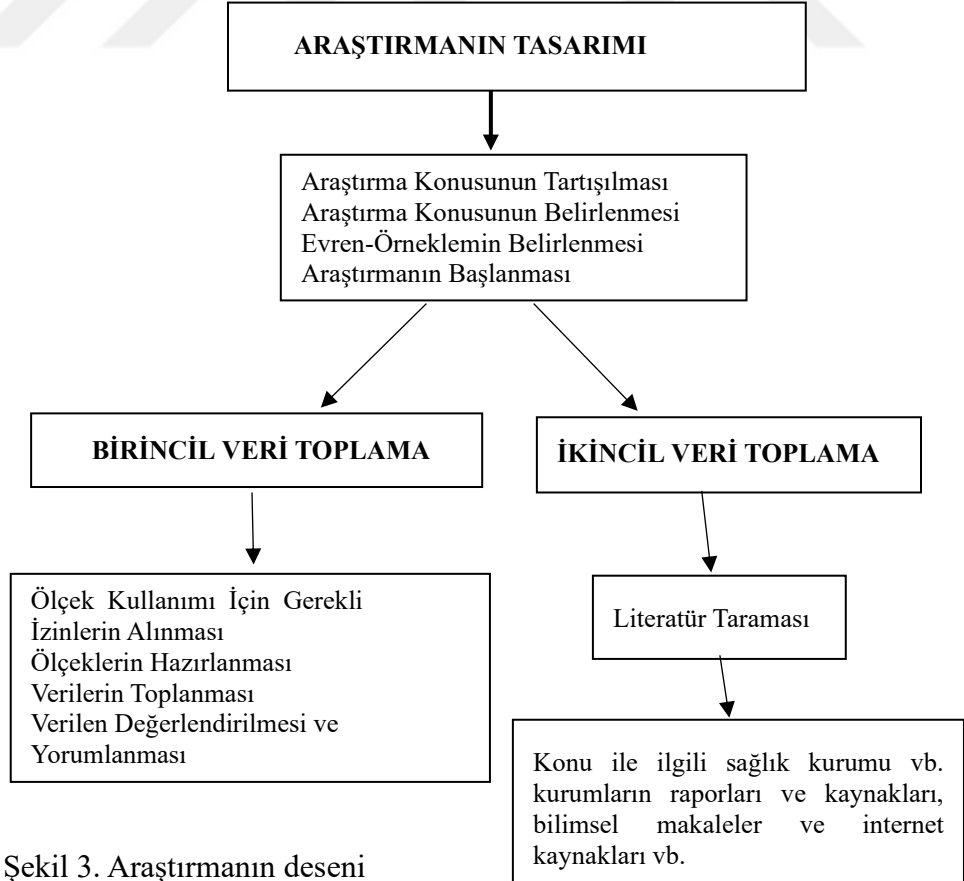 ARAŞTIRMANIN TASARIMI
Araştırma Konusunun Tartışılması
Araştırma Konusunun Belirlenmesi
Evren-Örneklemin Belirlenmesi
Araştırmanın Başlanması
BİRİNCİL VERİ TOPLAMA
İKİNCİL VERİ TOPLAMA
Ölçek Kullanımı İçin Gerekli
İzinlerin Alınması
Ölçeklerin Hazırlanması
Verilerin Toplanması
Verilen Değerlendirilmesi ve
Yorumlanması
Literatür Taraması
Konu ile ilgili sağlık kurumu vb.
kurumların raporları ve kaynakları,
bilimsel makaleler ve internet
kaynakları vb.
Şekil 3. Araştırmanın deseni